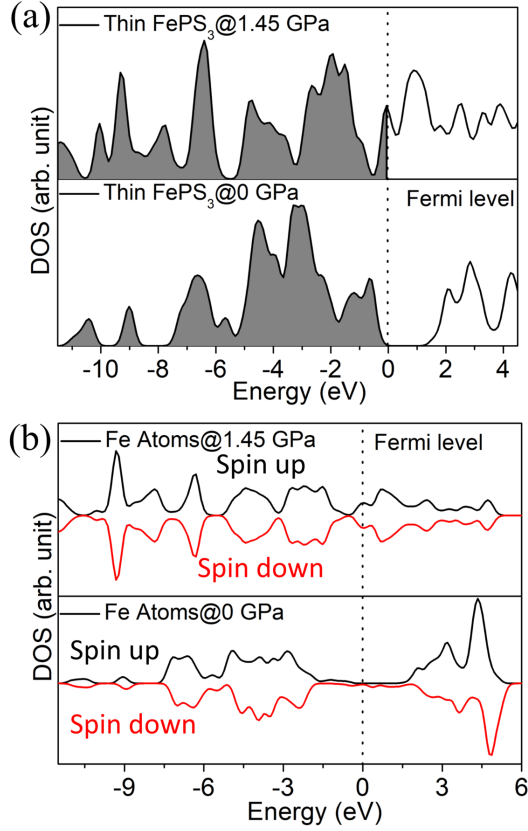 (a)
Thin FePS₃@1.45 GPa
Thin FePS₃@0 GPa
Fermi level
DOS (arb. unit)
-10 -8 -6 -4 -2 0 2 4
Energy (eV)
(b)
Fe Atoms@1.45 GPa
Fermi level
Spin up
Spin down
Fe Atoms@0 GPa
Spin up
Spin down
DOS (arb. unit)
-9 -6 -3 0 3 6
Energy (eV)